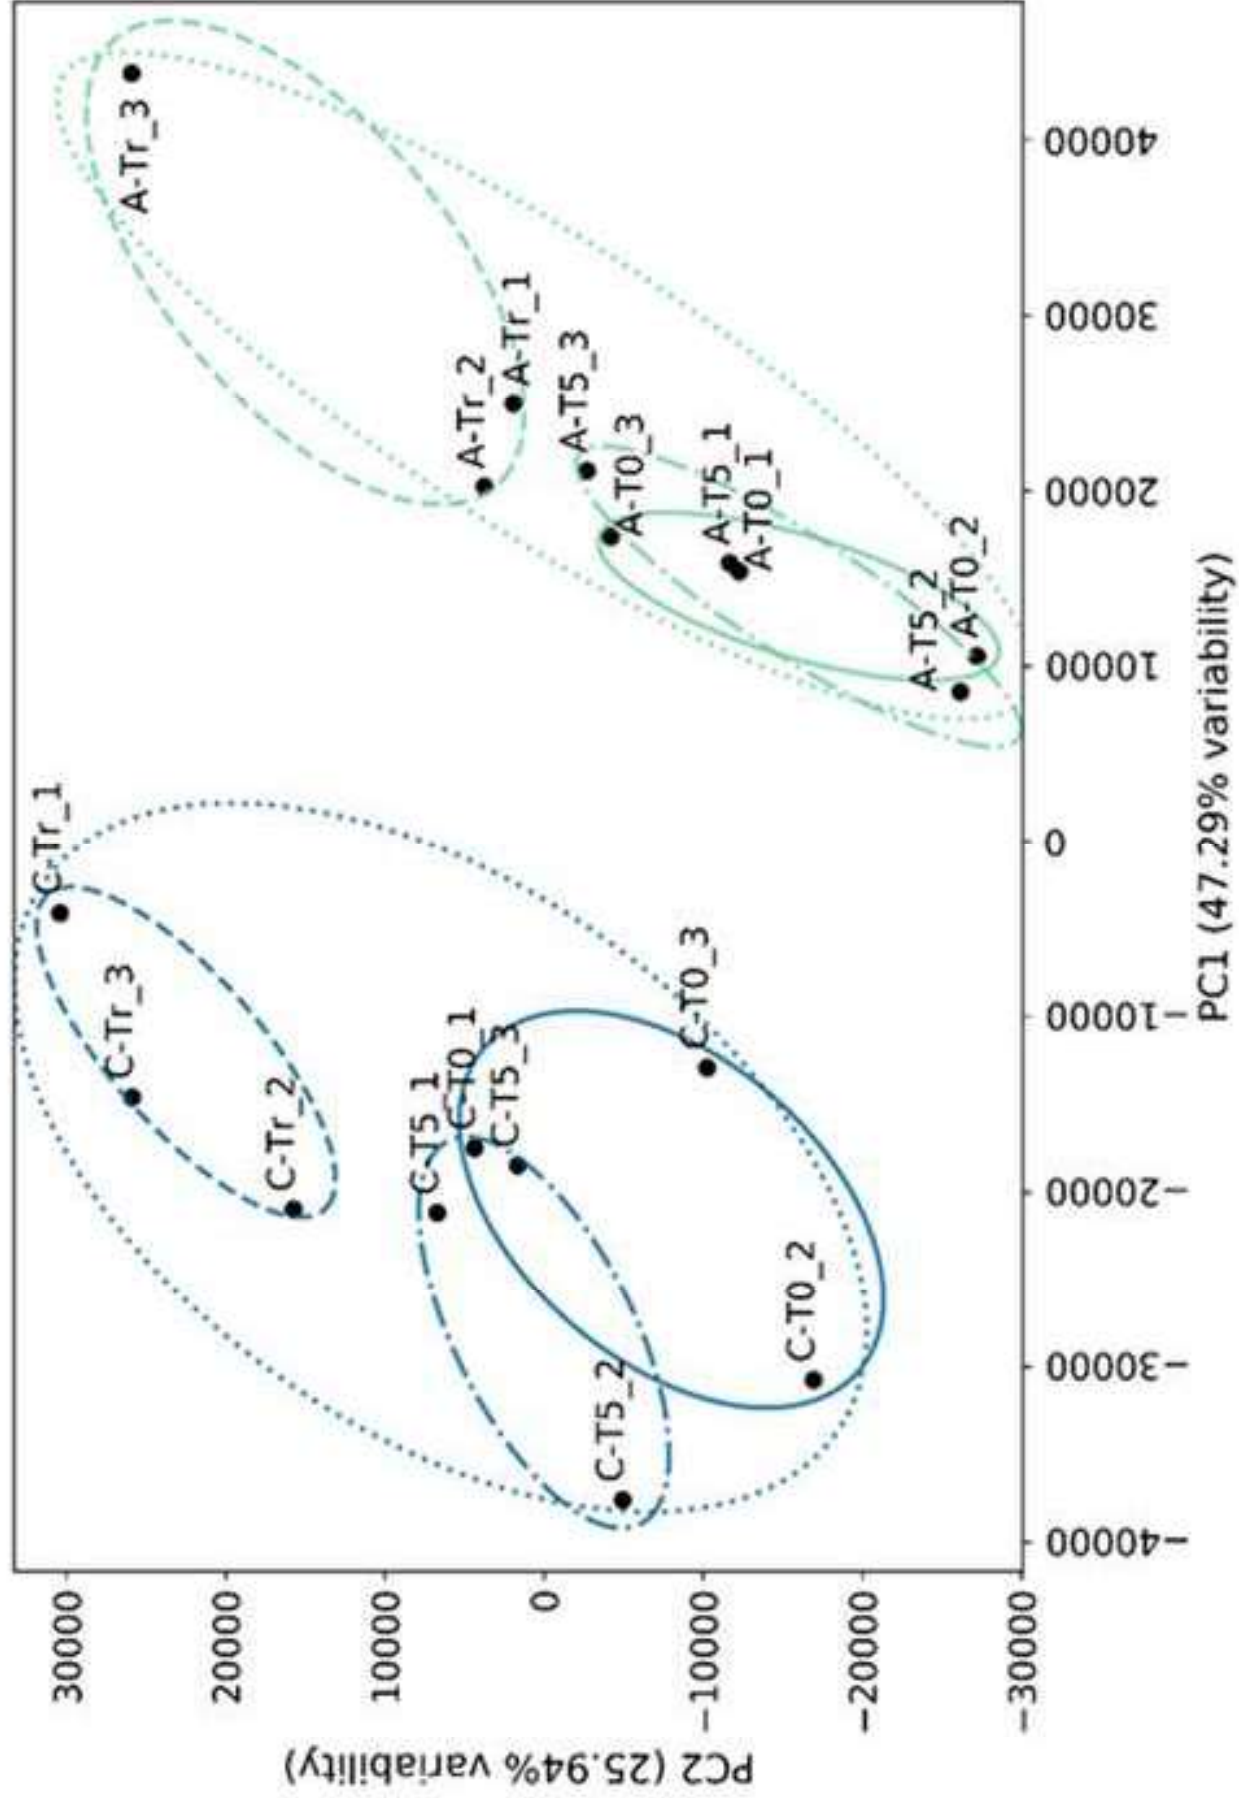 30000
20000
10000
0
−10000
−20000
−30000
PC2 (25.94% variability)
−40000
−30000
−20000
−10000
0
10000
20000
30000
40000
PC1 (47.29% variability)
C-Tr_1
C-Tr_3
C-Tr_2
C-T5_1
C-T0_1
C-T5_3
C-T0_3
C-T5_2
C-T0_2
A-Tr_3
A-Tr_2
A-Tr_1
A-T5_3
A-T0_3
A-T5_1
A-T0_1
A-T5_2
A-T0_2